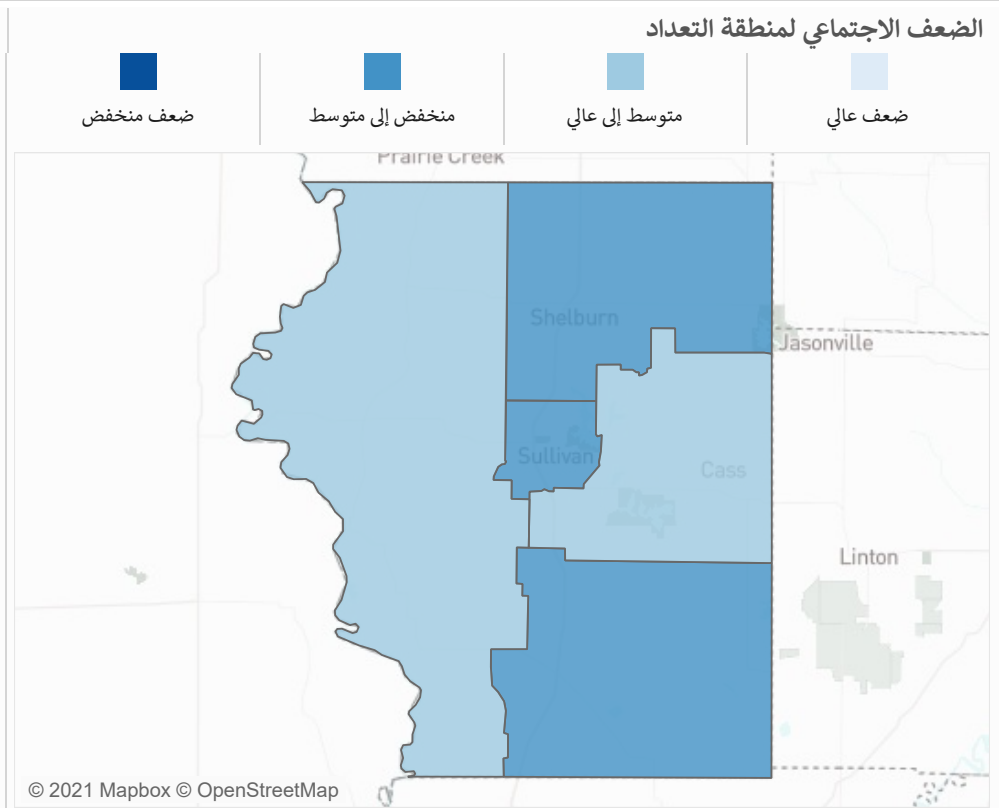 الضعف الاجتماعي لمنطقة التعداد
ضعف عالي
متوسط إلى عالي
منخفض إلى متوسط
ضعف منخفض
Prairie Creek
Shelburn
Jasonville
Sullivan
Cass
Linton
© 2021 Mapbox © OpenStreetMap